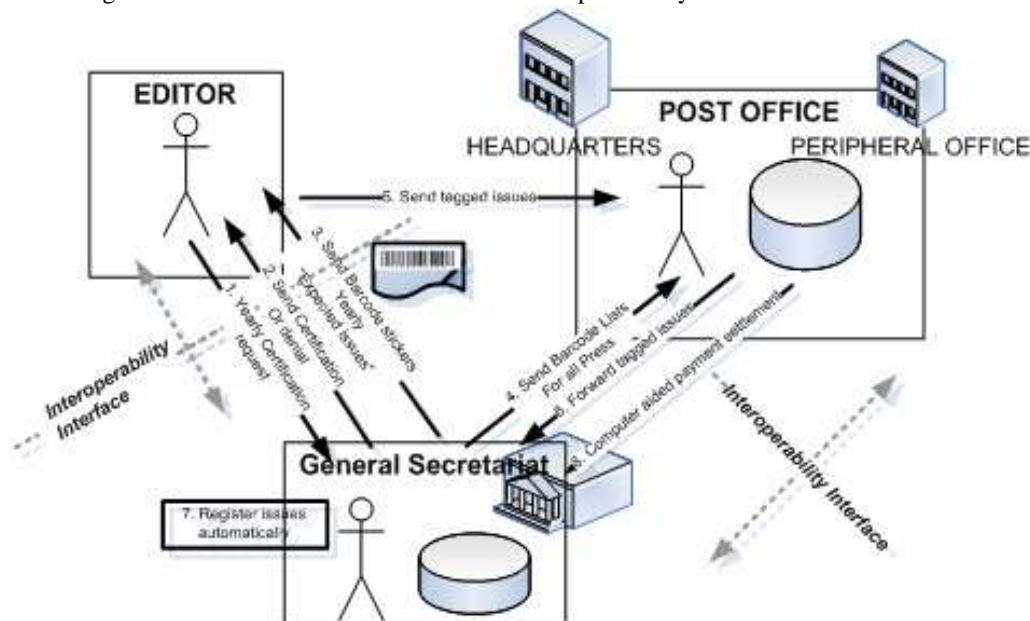 EDITOR
POST OFFICE
HEADQUARTERS
PERIPHERAL OFFICE
5. Send tagged issues
3. Send Barcode stickers
Yearly
"Expected Issues"
2. Send Certification
Or denial
1. Yearly Certification
request
4. Send Barcode Lists
For all Press
6. Forward tagged issues
8. Computer aided payment settlement
Interoperability
Interface
Interoperability Interface
General Secretariat
7. Register issues
automatically